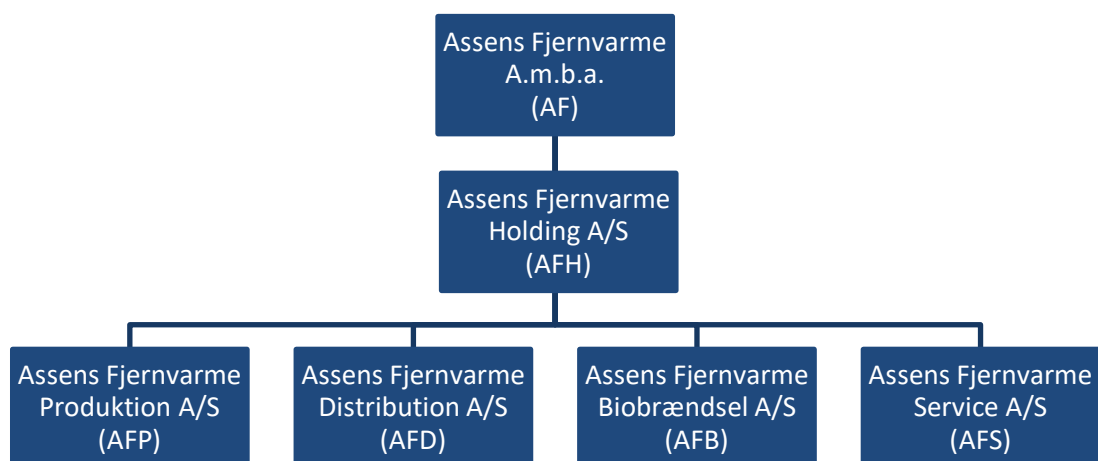 Assens Fjernvarme
A.m.b.a.
(AF)
Assens Fjernvarme
Holding A/S
(AFH)
Assens Fjernvarme
Produktion A/S
(AFP)
Assens Fjernvarme
Distribution A/S
(AFD)
Assens Fjernvarme
Biobrændsel A/S
(AFB)
Assens Fjernvarme
Service A/S
(AFS)